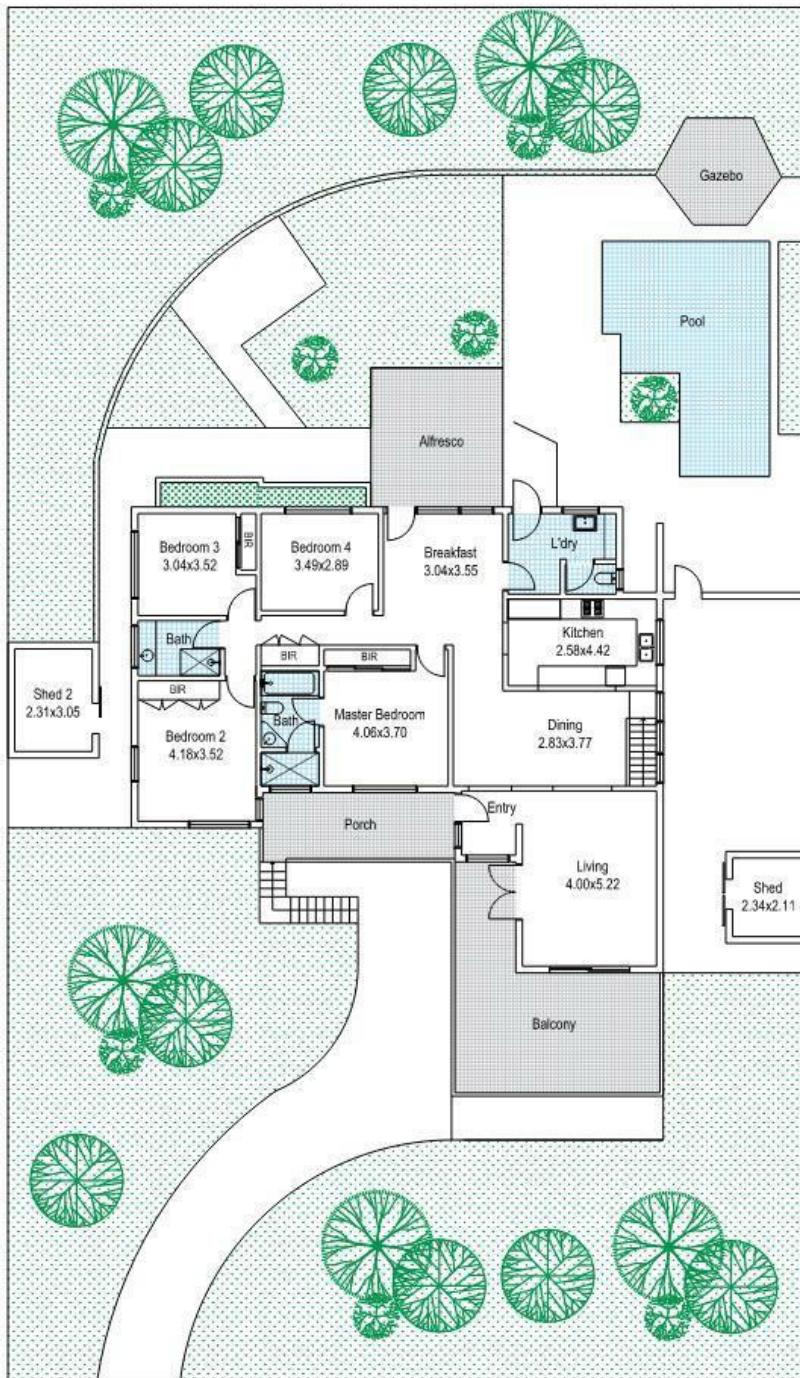 Gazebo
Pool
Alfresco
Bedroom 3
3.04x3.52
BIR
Bedroom 4
3.49x2.89
Breakfast
3.04x3.55
L'dry
Bath
Kitchen
2.58x4.42
BIR
BIR
BIR
Shed 2
2.31x3.05
Bedroom 2
4.18x3.52
Bath
Master Bedroom
4.06x3.70
Dining
2.83x3.77
Porch
Entry
Living
4.00x5.22
Shed
2.34x2.11
Balcony